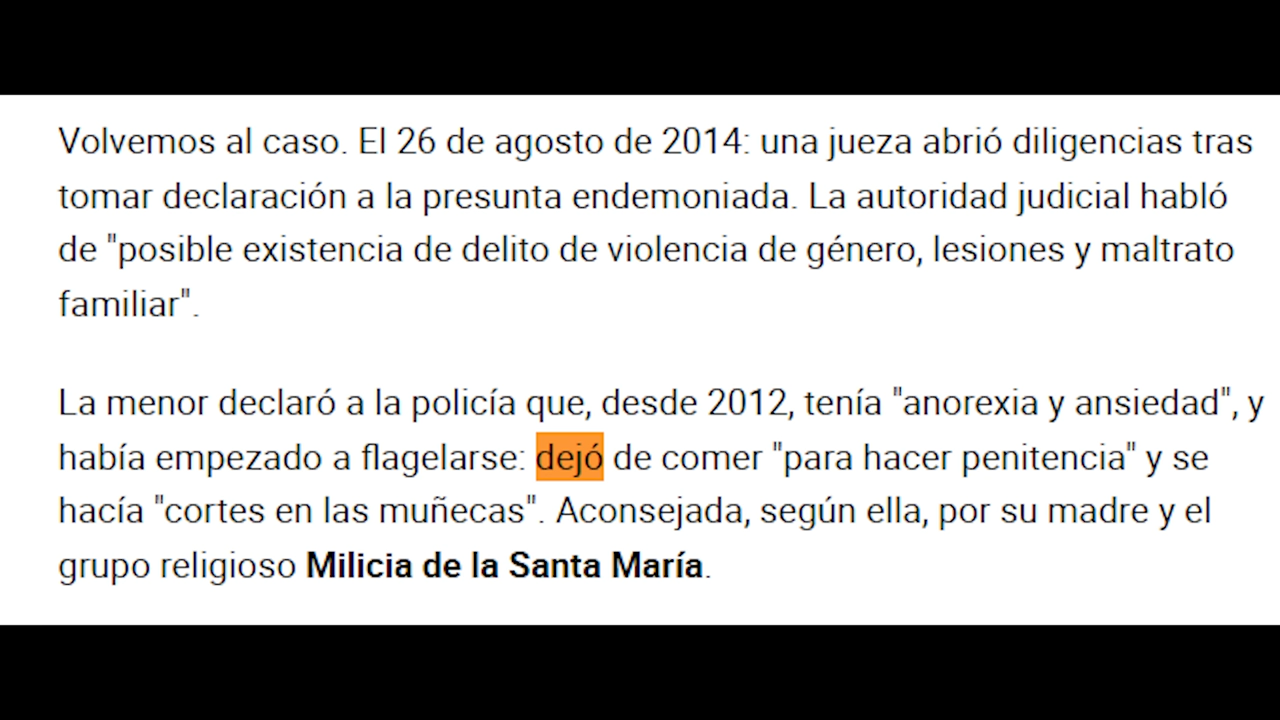 Volvemos al caso. El 26 de agosto de 2014: una jueza abrió diligencias tras
tomar declaración a la presunta endemoniada. La autoridad judicial habló
de "posible existencia de delito de violencia de género, lesiones y maltrato
familiar".
La menor declaró a la policía que, desde 2012, tenía "anorexia y ansiedad", y
había empezado a flagelarse: dejó de comer "para hacer penitencia" y se
hacía "cortes en las muñecas". Aconsejada, según ella, por su madre y el
grupo religioso Milicia de la Santa María.